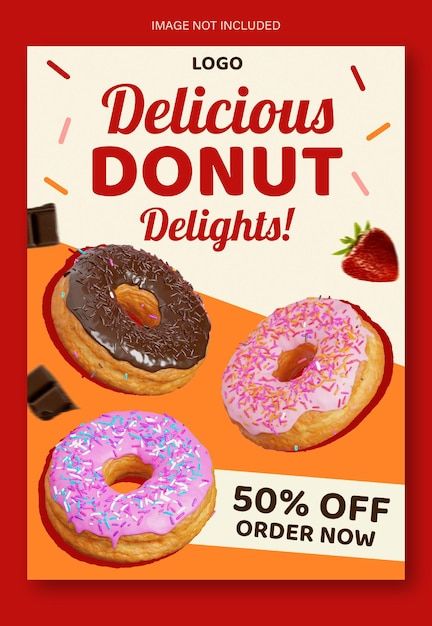 IMAGE NOT INCLUDED
LOGO
Delicious
DONUT
Delights!
50% OFF
ORDER NOW